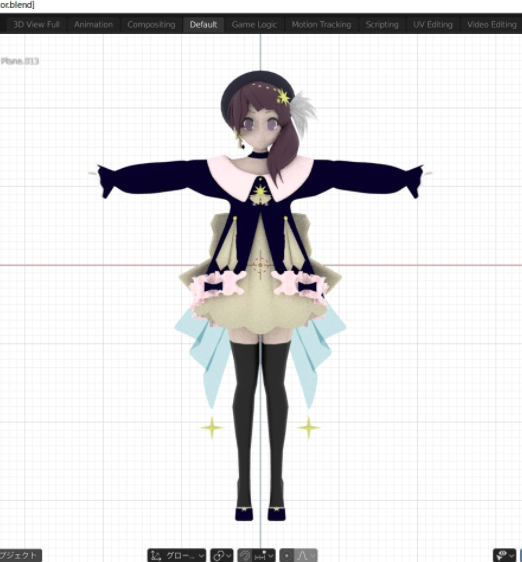 or.blend]
3D View Full Animation Compositing Default Game Logic Motion Tracking Scripting UV Editing Video Editing
Plane.013
ブジェクト グロー...